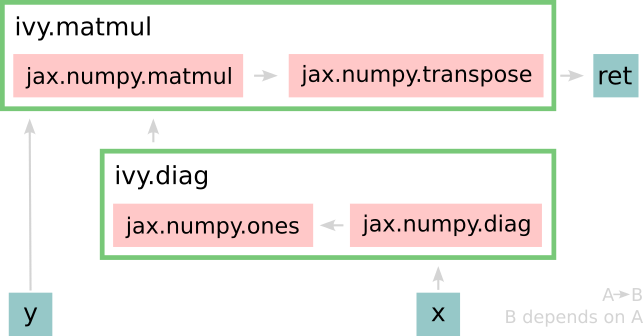 ivy.matmul
jax.numpy.matmul
jax.numpy.transpose
ret
ivy.diag
jax.numpy.ones
jax.numpy.diag
y
x
A→B
B depends on A